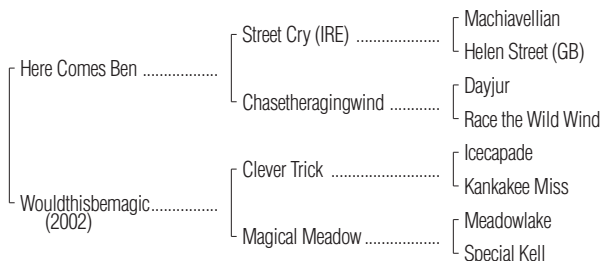 Machiavellian
Street Cry (IRE) ...................
Helen Street (GB)
Here Comes Ben .................
Dayjur
Chasetheragingwind ............
Race the Wild Wind
Icecapade
Clever Trick .........................
Kankakee Miss
Wouldthisbemagic...............
(2002)
Meadowlake
Magical Meadow .................
Special Kell